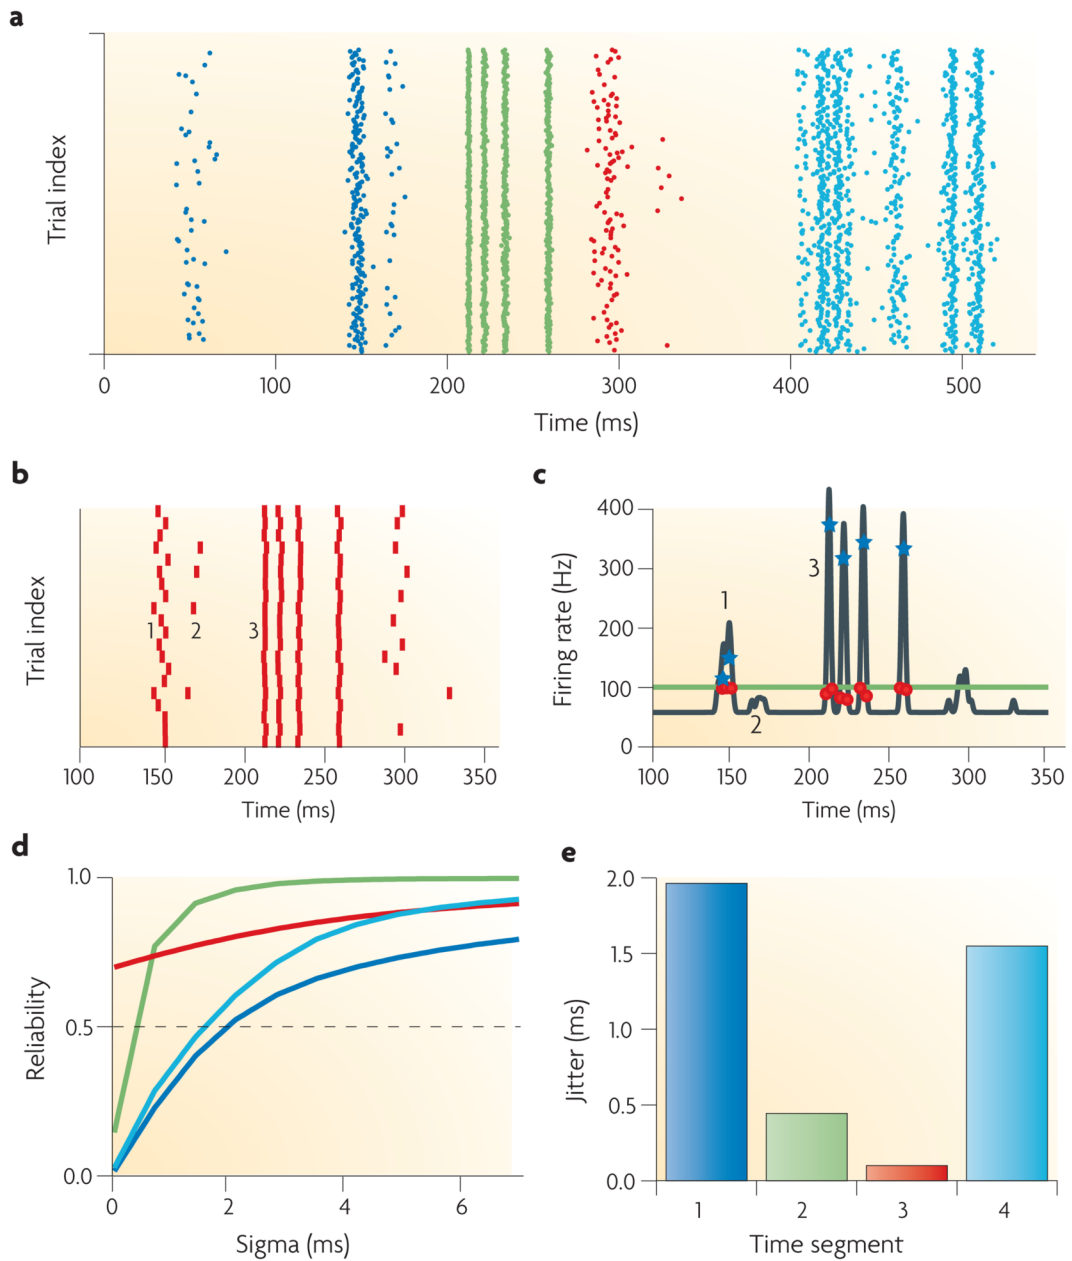 a
Trial index
0 100 200 300 400 500
Time (ms)
b
Trial index
1 2 3
100 150 200 250 300 350
Time (ms)
c
Firing rate (Hz)
400
300
200
100
0
1
2
3
100 150 200 250 300 350
Time (ms)
d
Reliability
1.0
0.5
0.0
0 2 4 6
Sigma (ms)
e
Jitter (ms)
2.0
1.5
1.0
0.5
0.0
1 2 3 4
Time segment